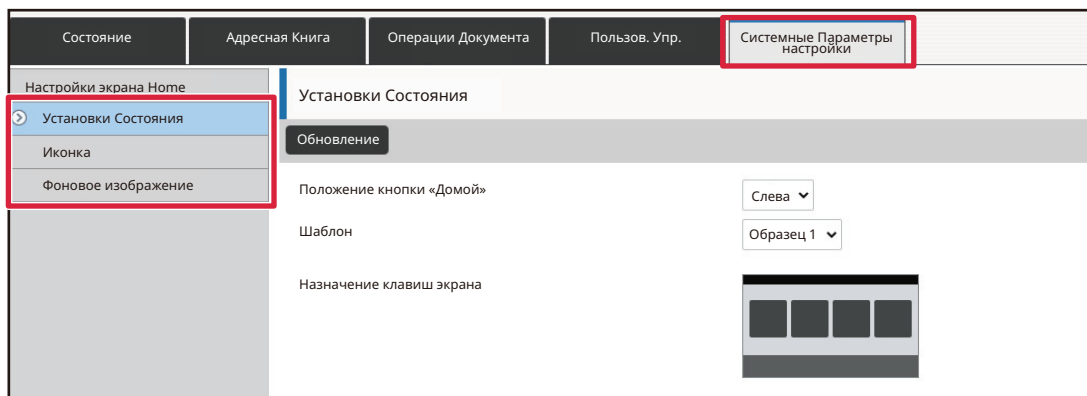 Состояние
Адресная Книга
Операции Документа
Пользов. Упр.
Системные Параметры
настройки
Настройки экрана Home
Установки Состояния
Иконка
Фоновое изображение
Установки Состояния
Обновление
Положение кнопки «Домой»
Слева
Шаблон
Образец 1
Назначение клавиш экрана